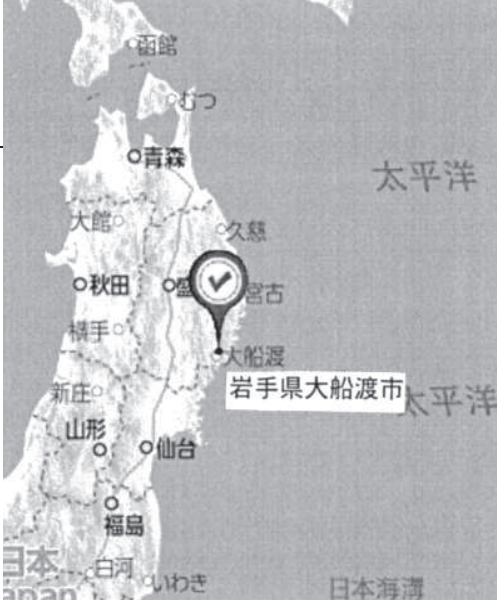 函館
むつ
青森
太平洋
大館
久慈
秋田
盛
宮古
横手
大船渡
岩手県大船渡市
新庄
太平洋
山形
仙台
福島
日本
apan
白河
いわき
日本海溝